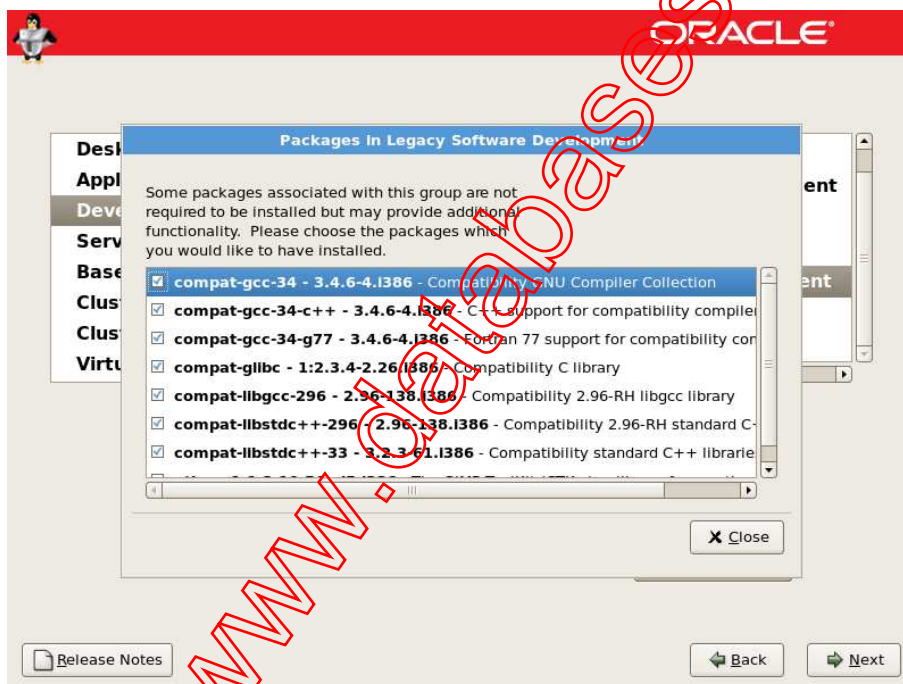 ORACLE
Desk
Appl
Deve
Serv
Base
Clus
Clus
Virtu
ent
ent
Packages in Legacy Software Development
Some packages associated with this group are not
required to be installed but may provide additional
functionality. Please choose the packages which
you would like to have installed.
compat-gcc-34 - 3.4.6-4.i386 - Compatibility GNU Compiler Collection
compat-gcc-34-c++ - 3.4.6-4.i386 - C++ support for compatibility compiler
compat-gcc-34-g77 - 3.4.6-4.i386 - Fortran 77 support for compatibility con
compat-glibc - 1:2.3.4-2.26.i386 - Compatibility C library
compat-libgcc-296 - 2.96-138.i386 - Compatibility 2.96-RH libgcc library
compat-libstdc++-296 - 2.96-138.i386 - Compatibility 2.96-RH standard C-
compat-libstdc++-33 - 3.2.3-61.i386 - Compatibility standard C++ librarie
Close
Release Notes
Back
Next
www.databases